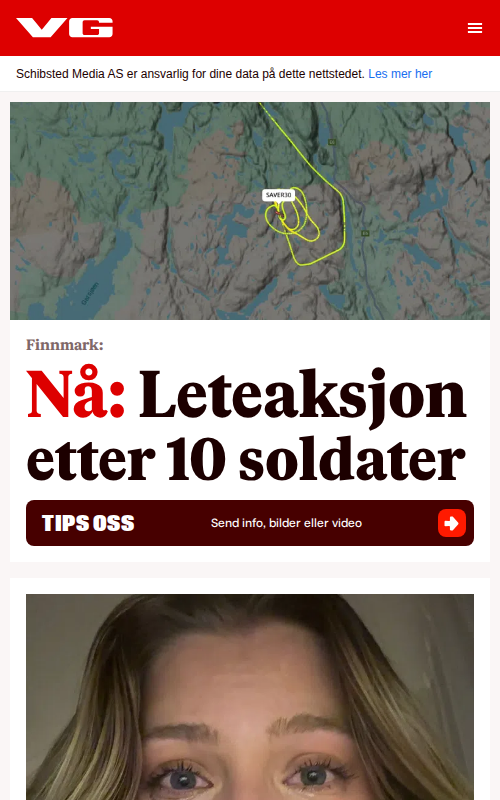 VG
Schibsted Media AS er ansvarlig for dine data på dette nettstedet. Les mer her
SAVER30
Finnmark:
Nå: Leteaksjon
etter 10 soldater
TIPS OSS
Send info, bilder eller video